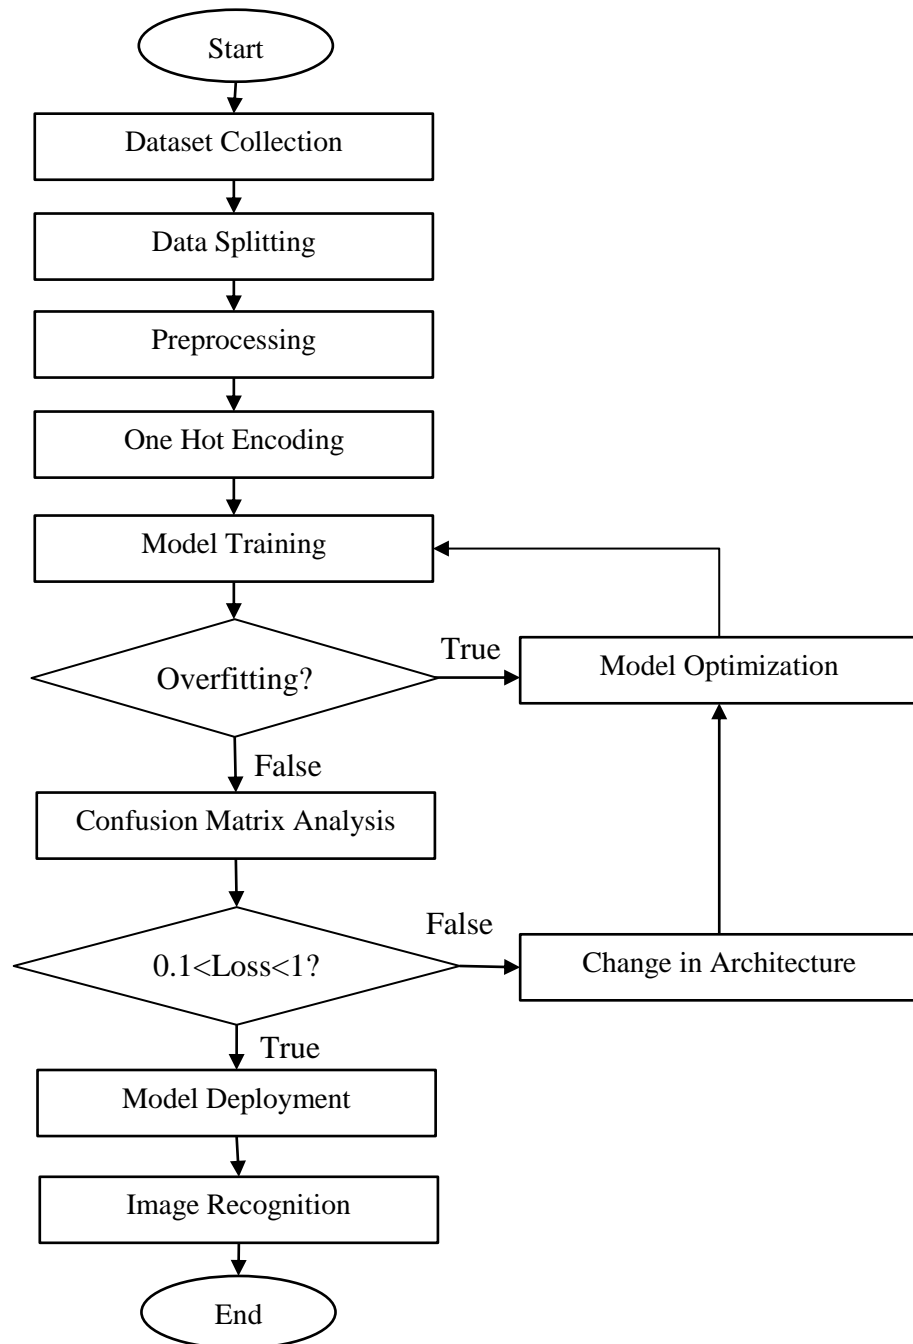 Start
Dataset Collection
Data Splitting
Preprocessing
One Hot Encoding
Model Training
Overfitting?
True
Model Optimization
False
Confusion Matrix Analysis
0.1<Loss<1?
False
Change in Architecture
True
Model Deployment
Image Recognition
End